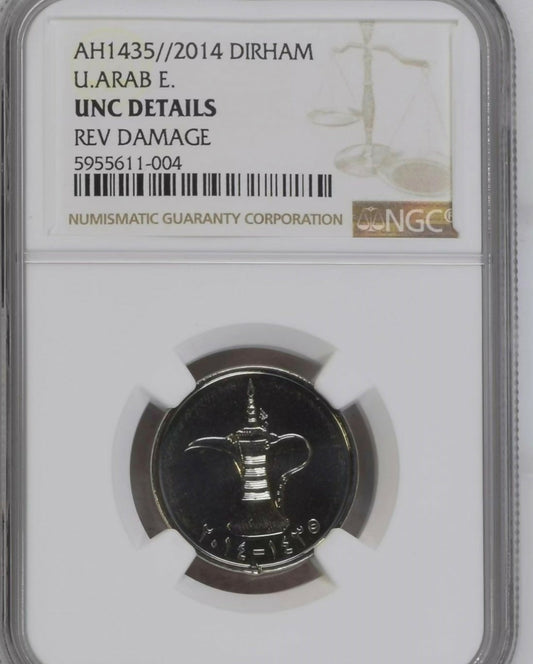 AH1435//2014 DIRHAM
U.ARAB E.
UNC DETAILS
REV DAMAGE
5955611-004
NUMISMATIC GUARANTY CORPORATION
NGC®
٢٠١٤-١٤٣٥